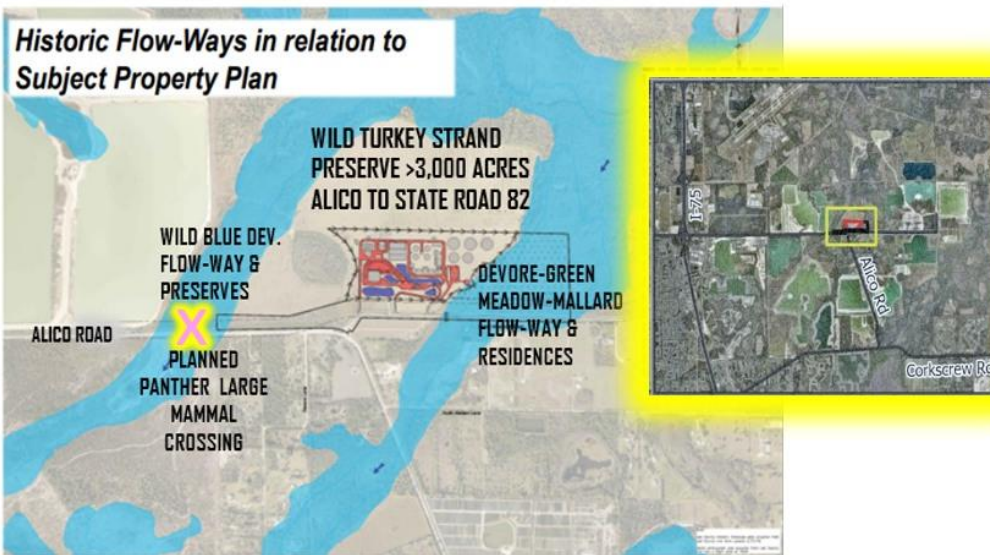 Historic Flow-Ways in relation to
Subject Property Plan
WILD TURKEY STRAND
PRESERVE >3,000 ACRES
ALICO TO STATE ROAD 82
WILD BLUE DEV.
FLOW-WAY &
PRESERVES
DEVORE-GREEN
MEADOW-MALLARD
FLOW-WAY &
RESIDENCES
ALICO ROAD
X
PLANNED
PANTHER LARGE
MAMMAL
CROSSING
I-75
Alico Rd
Corkscrew Rd